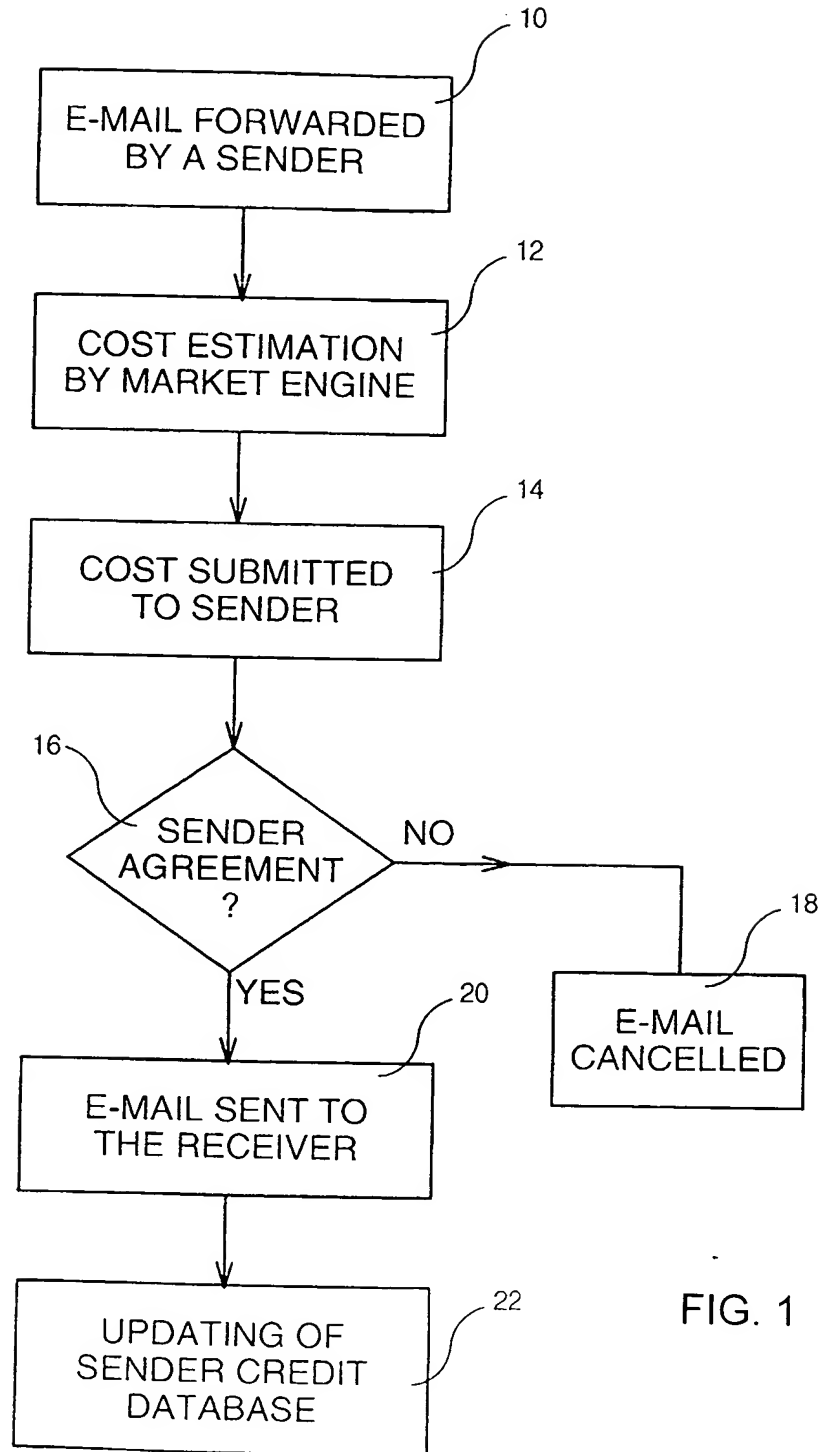 10
E-MAIL FORWARDED
BY A SENDER
12
COST ESTIMATION
BY MARKET ENGINE
14
COST SUBMITTED
TO SENDER
16
SENDER
AGREEMENT
?
NO
18
E-MAIL
CANCELLED
YES
20
E-MAIL SENT TO
THE RECEIVER
22
UPDATING OF
SENDER CREDIT
DATABASE
FIG. 1